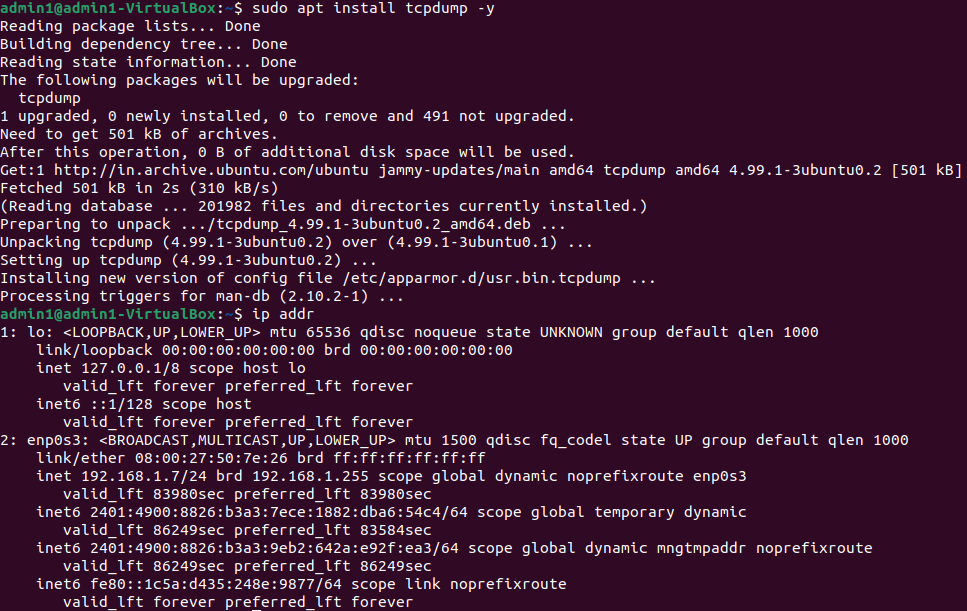 admin1@admin1-VirtualBox:~$ sudo apt install tcpdump -y
Reading package lists... Done
Building dependency tree... Done
Reading state information... Done
The following packages will be upgraded:
  tcpdump
1 upgraded, 0 newly installed, 0 to remove and 491 not upgraded.
Need to get 501 kB of archives.
After this operation, 0 B of additional disk space will be used.
Get:1 http://in.archive.ubuntu.com/ubuntu jammy-updates/main amd64 tcpdump amd64 4.99.1-3ubuntu0.2 [501 kB]
Fetched 501 kB in 2s (310 kB/s)
(Reading database ... 201982 files and directories currently installed.)
Preparing to unpack .../tcpdump_4.99.1-3ubuntu0.2_amd64.deb ...
Unpacking tcpdump (4.99.1-3ubuntu0.2) over (4.99.1-3ubuntu0.1) ...
Setting up tcpdump (4.99.1-3ubuntu0.2) ...
Installing new version of config file /etc/apparmor.d/usr.bin.tcpdump ...
Processing triggers for man-db (2.10.2-1) ...
admin1@admin1-VirtualBox:~$ ip addr
1: lo: <LOOPBACK,UP,LOWER_UP> mtu 65536 qdisc noqueue state UNKNOWN group default qlen 1000
    link/loopback 00:00:00:00:00:00 brd 00:00:00:00:00:00
    inet 127.0.0.1/8 scope host lo
       valid_lft forever preferred_lft forever
    inet6 ::1/128 scope host
       valid_lft forever preferred_lft forever
2: enp0s3: <BROADCAST,MULTICAST,UP,LOWER_UP> mtu 1500 qdisc fq_codel state UP group default qlen 1000
    link/ether 08:00:27:50:7e:26 brd ff:ff:ff:ff:ff:ff
    inet 192.168.1.7/24 brd 192.168.1.255 scope global dynamic noprefixroute enp0s3
       valid_lft 83980sec preferred_lft 83980sec
    inet6 2401:4900:8826:b3a3:7ece:1882:dba6:54c4/64 scope global temporary dynamic
       valid_lft 86249sec preferred_lft 83584sec
    inet6 2401:4900:8826:b3a3:9eb2:642a:e92f:ea3/64 scope global dynamic mngtmpaddr noprefixroute
       valid_lft 86249sec preferred_lft 86249sec
    inet6 fe80::1c5a:d435:248e:9877/64 scope link noprefixroute
       valid_lft forever preferred_lft forever